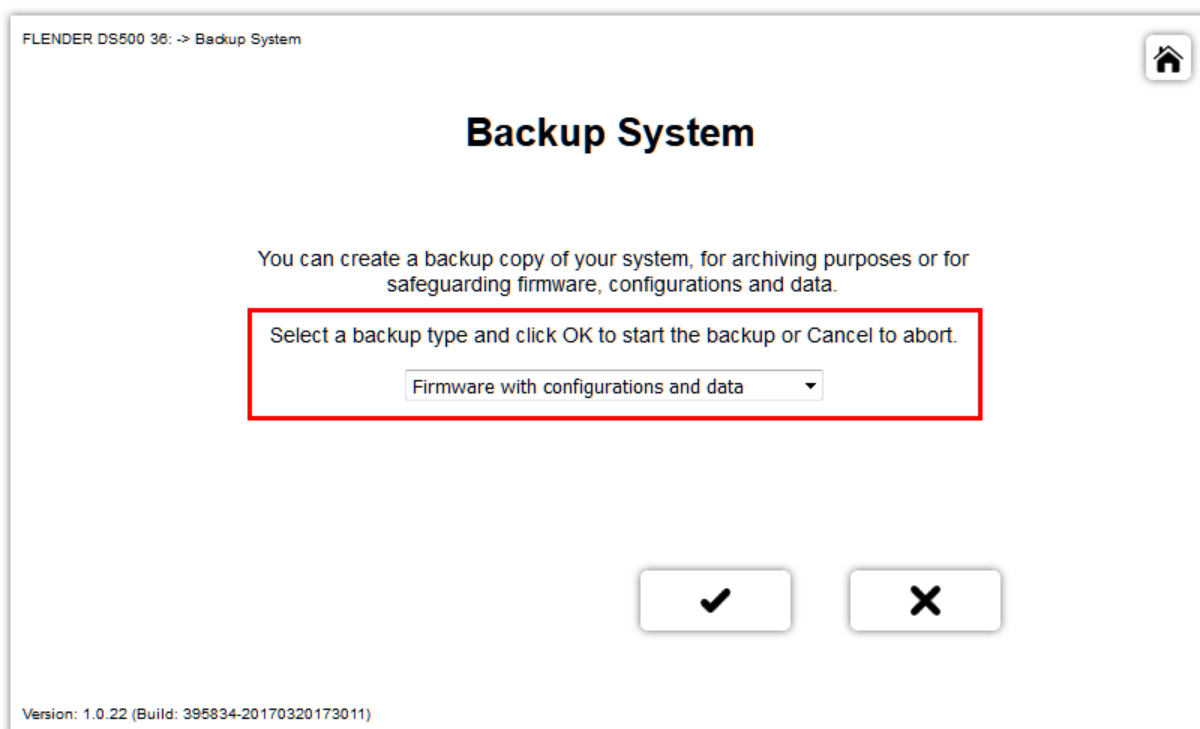 FLENDER DS500 36: -> Backup System
Backup System
You can create a backup copy of your system, for archiving purposes or for
safeguarding firmware, configurations and data.
Select a backup type and click OK to start the backup or Cancel to abort.
Firmware with configurations and data
Version: 1.0.22 (Build: 395834-20170320173011)